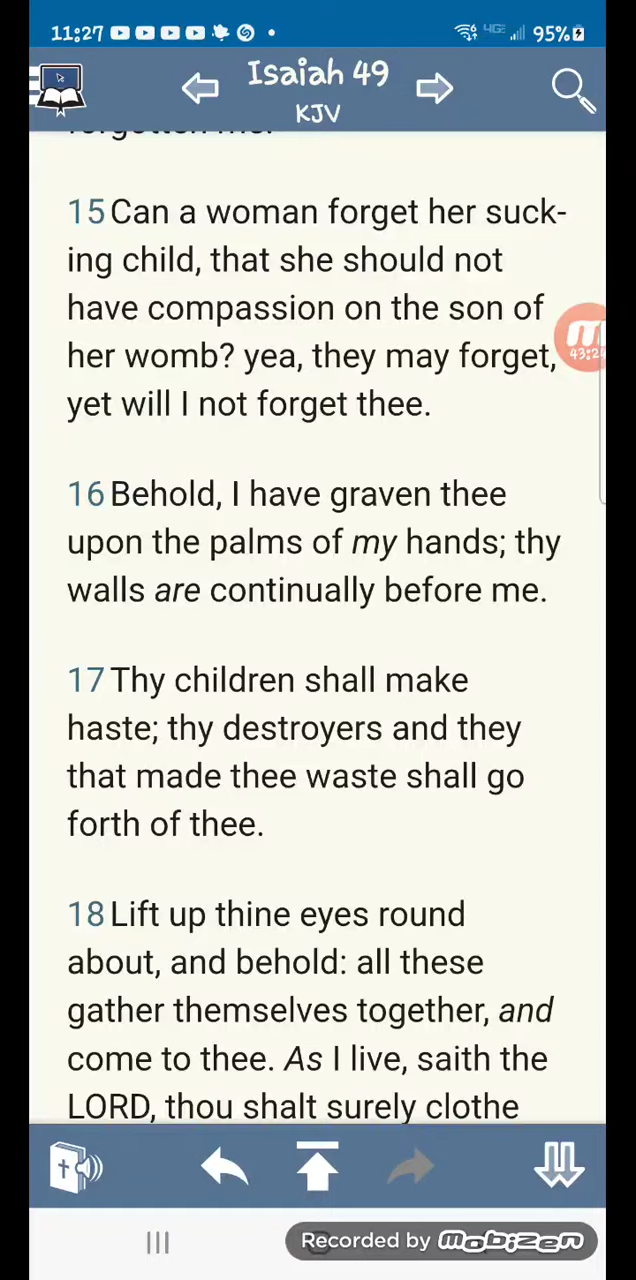 11:27
4GE 95%
Isaiah 49
KJV
forgotten me.
15 Can a woman forget her suck-
ing child, that she should not
have compassion on the son of
her womb? yea, they may forget,
yet will I not forget thee.
43:2
16 Behold, I have graven thee
upon the palms of my hands; thy
walls are continually before me.
17 Thy children shall make
haste; thy destroyers and they
that made thee waste shall go
forth of thee.
18 Lift up thine eyes round
about, and behold: all these
gather themselves together, and
come to thee. As I live, saith the
LORD, thou shalt surely clothe
Recorded by mobizen